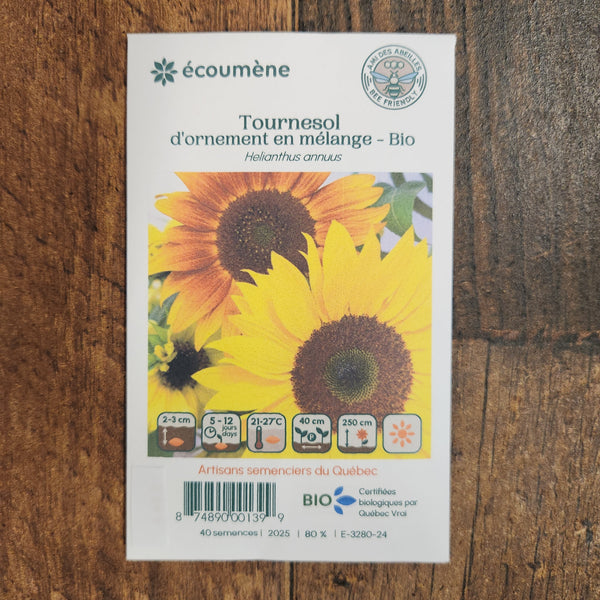 écoumène
AMI DES ABEILLES
BEE FRIENDLY
Tournesol
d'ornement en mélange - Bio
Helianthus annuus
2-3 cm
5 - 12
jours
days
21-27°C
40 cm
P
250 cm
Artisans semenciers du Québec
8 74890 00139 9
BIO
Certifiées
biologiques par
Québec Vrai
40 semences | 2025 | 80 % | E-3280-24